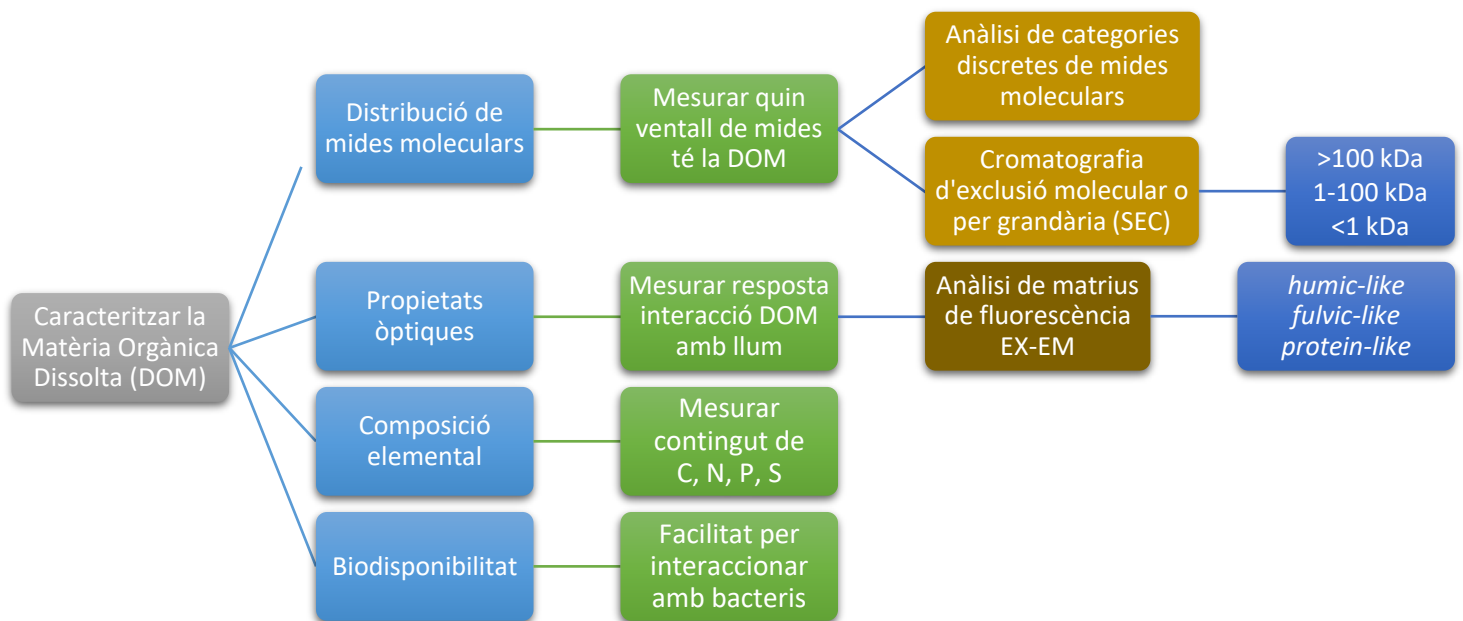 Caracteritzar la
Matèria Orgànica
Dissolta (DOM)
Distribució de
mides moleculars
Mesurar quin
ventall de mides
té la DOM
Anàlisi de categories
discretes de mides
moleculars
Cromatografia
d'exclusió molecular o
per grandària (SEC)
>100 kDa
1-100 kDa
<1 kDa
Propietats
òptiques
Mesurar resposta
interacció DOM
amb llum
Anàlisi de matrius
de fluorescència
EX-EM
humic-like
fulvic-like
protein-like
Composició
elemental
Mesurar
contingut de
C, N, P, S
Biodisponibilitat
Facilitat per
interaccionar
amb bacteris